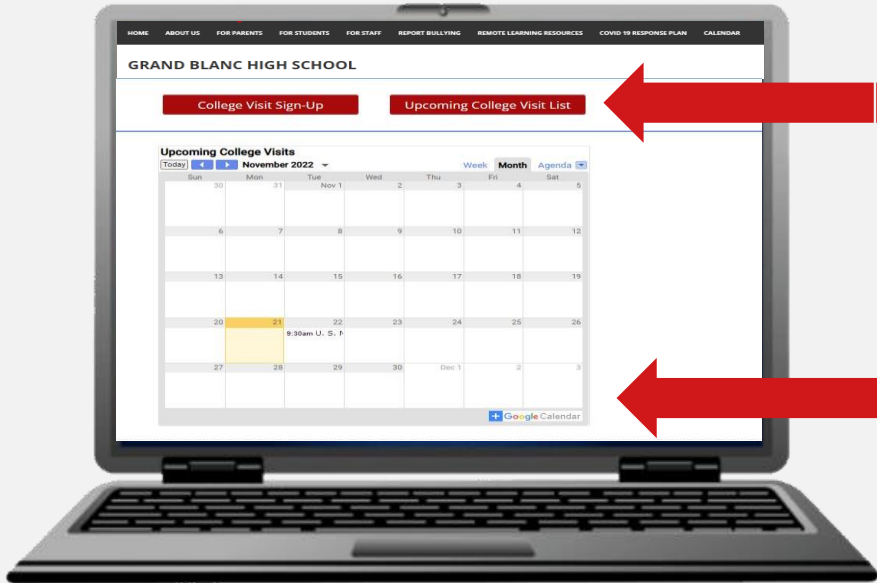 HOME ABOUT US FOR PARENTS FOR STUDENTS FOR STAFF REPORT BULLYING REMOTE LEARNING RESOURCES COVID 19 RESPONSE PLAN CALENDAR
GRAND BLANC HIGH SCHOOL
College Visit Sign-Up Upcoming College Visit List
Upcoming College Visits
Today November 2022 Week Month Agenda
Sun Mon Tue Wed Thu Fri Sat
30 31 Nov 1 2 3 4 5
6 7 8 9 10 11 12
13 14 15 16 17 18 19
20 21 22 23 24 25 26
9:30am U. S. N
27 28 29 30 Dec 1 2 3
+ Google Calendar